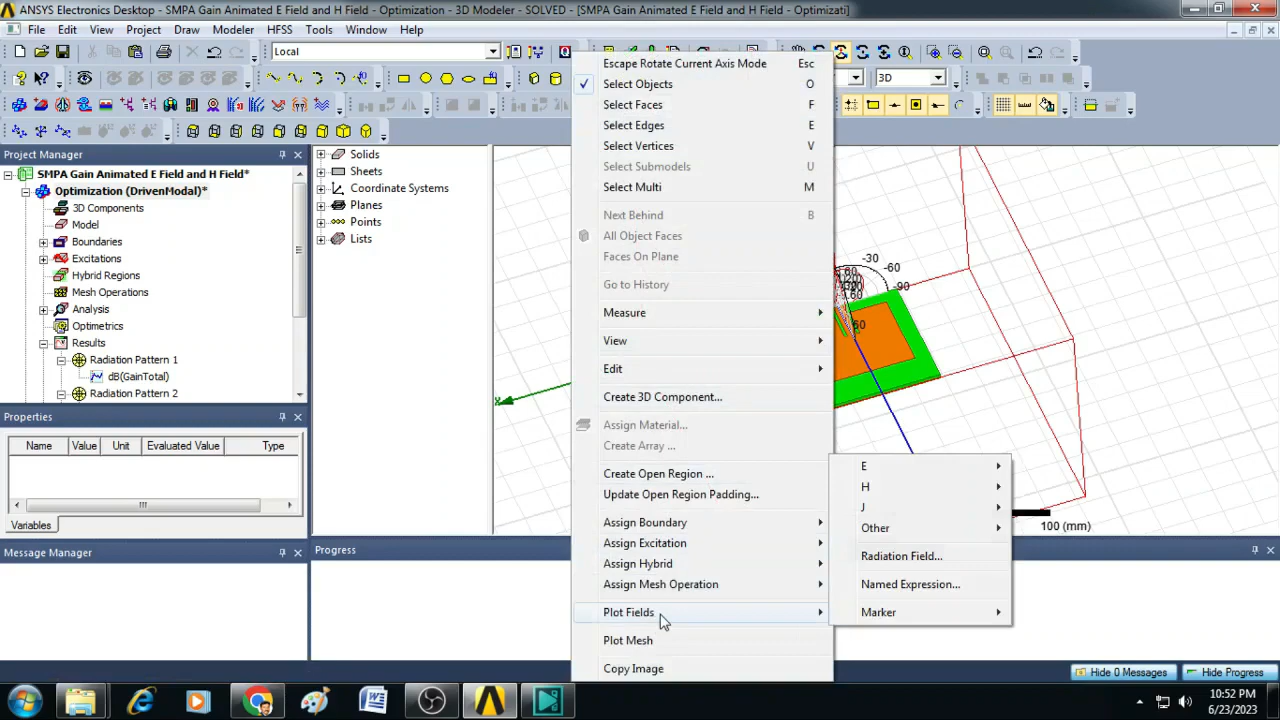 ANSYS Electronics Desktop - SMPA Gain Animated E Field and H Field - Optimization - 3D Modeler - SOLVED - [SMPA Gain Animated E Field and H Field - Optimizati]
File Edit View Project Draw Modeler HFSS Tools Window Help
Local
3D
Project Manager
SMPA Gain Animated E Field and H Field*
Optimization (DrivenModal)*
3D Components
Model
Boundaries
Excitations
Hybrid Regions
Mesh Operations
Analysis
Optimetrics
Results
Radiation Pattern 1
dB(GainTotal)
Radiation Pattern 2
Properties
Name Value Unit Evaluated Value Type
Variables
Solids
Sheets
Coordinate Systems
Planes
Points
Lists
Escape Rotate Current Axis Mode Esc
Select Objects O
Select Faces F
Select Edges E
Select Vertices V
Select Submodels U
Select Multi M
Next Behind B
All Object Faces
Faces On Plane
Go to History
Measure
View
Edit
Create 3D Component...
Assign Material...
Create Array ...
Create Open Region ...
Update Open Region Padding...
Assign Boundary
Assign Excitation
Assign Hybrid
Assign Mesh Operation
Plot Fields
Plot Mesh
Copy Image
E
H
J
Other
Radiation Field...
Named Expression...
Marker
-30
-60
-90
60
X
100 (mm)
Message Manager
Progress
Hide 0 Messages
Hide Progress
10:52 PM
6/23/2023